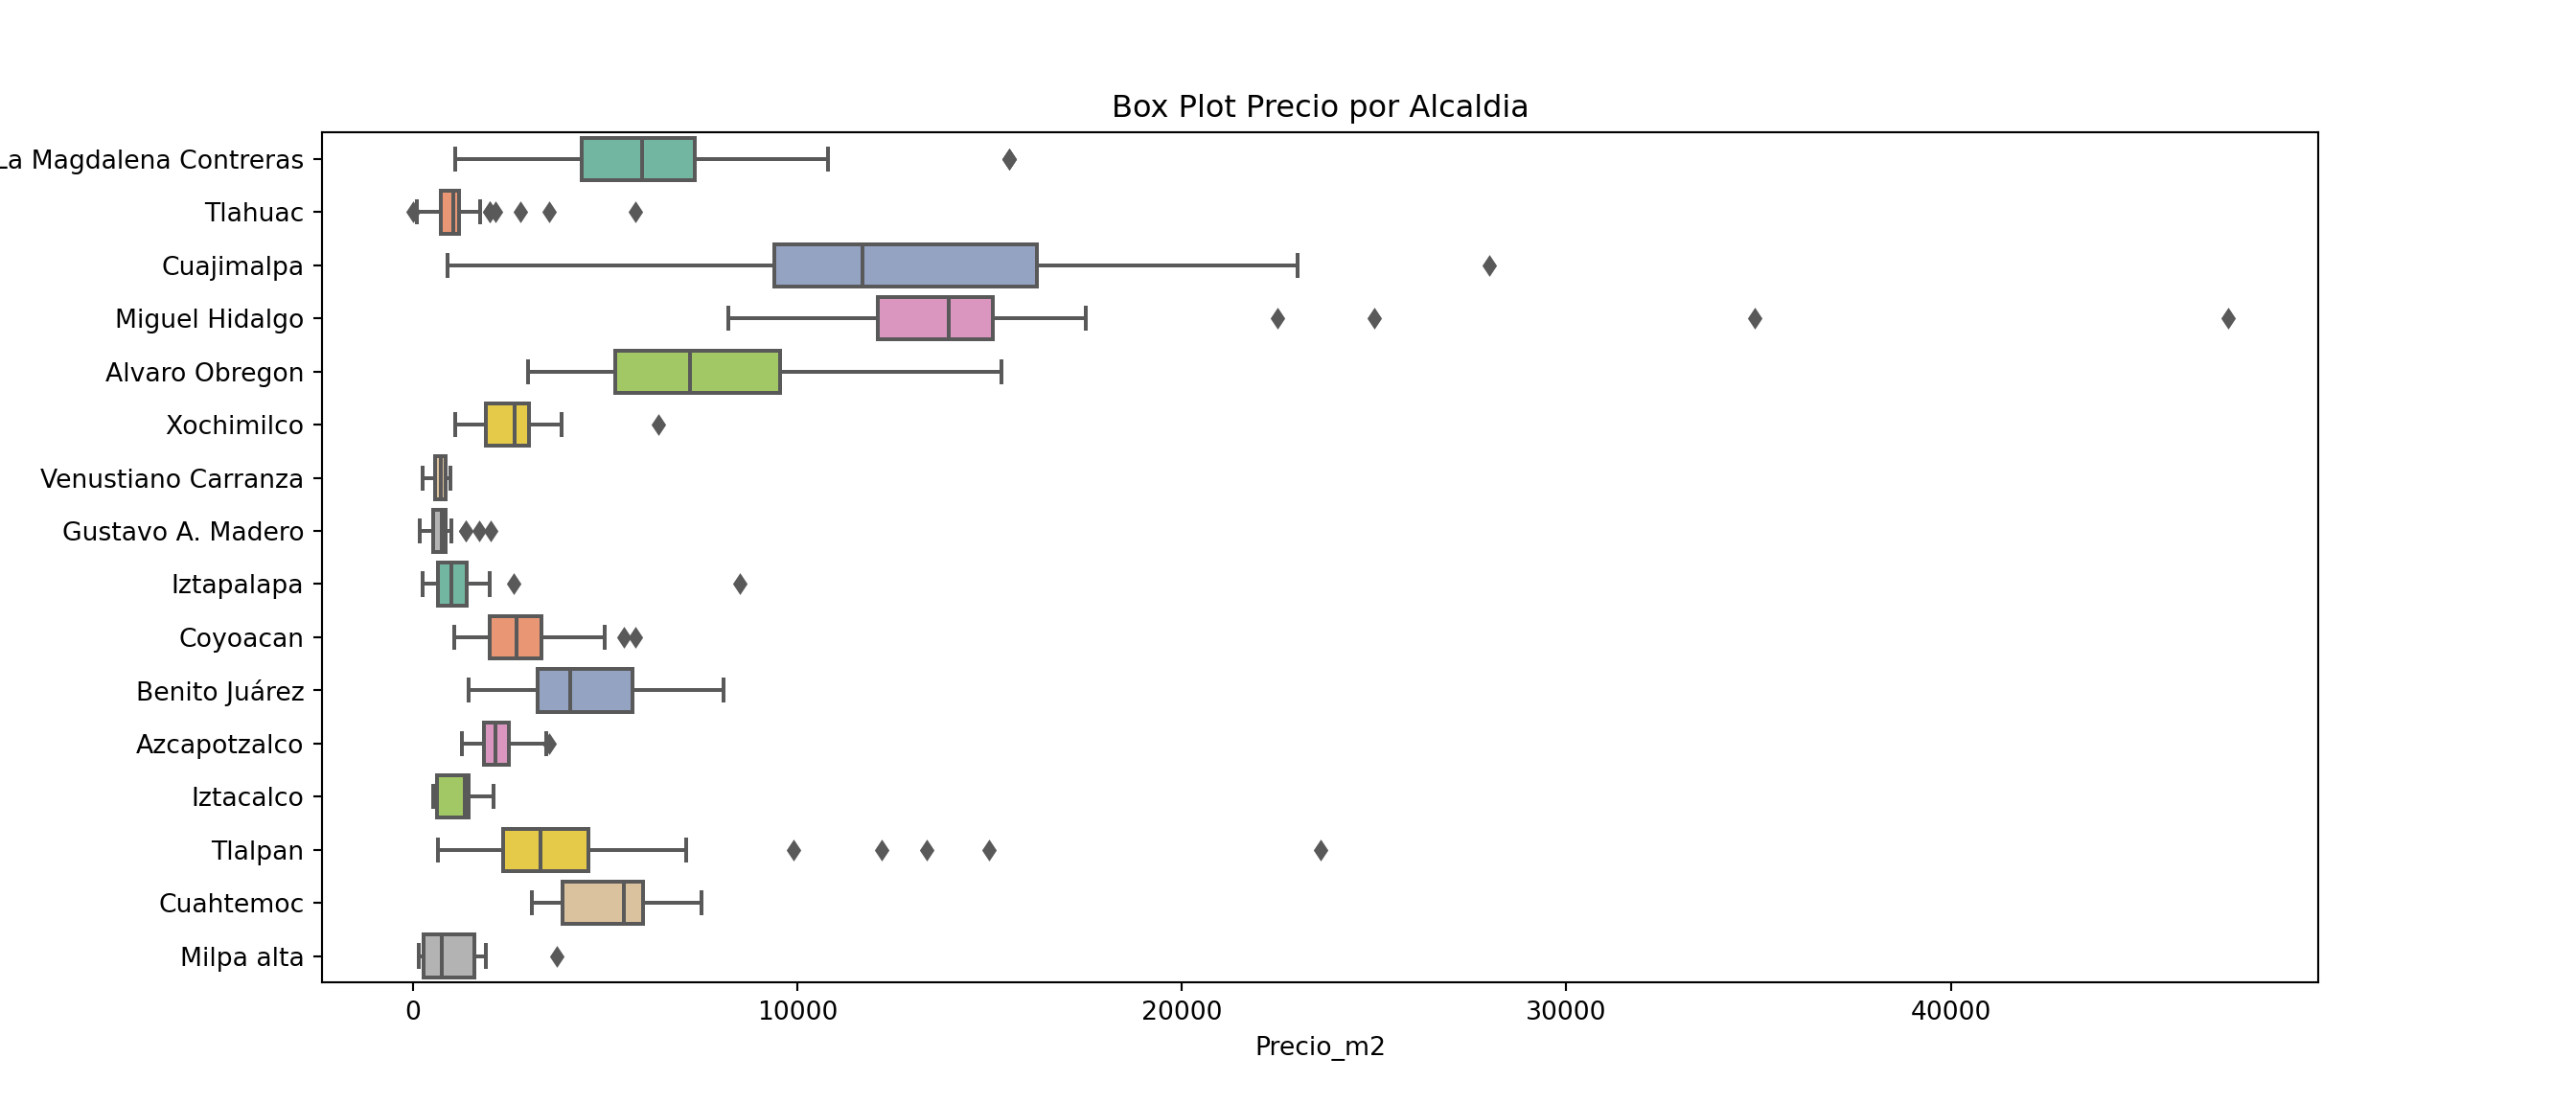 Box Plot Precio por Alcaldia
La Magdalena Contreras
Tlahuac
Cuajimalpa
Miguel Hidalgo
Alvaro Obregon
Xochimilco
Venustiano Carranza
Gustavo A. Madero
Iztapalapa
Coyoacan
Benito Juárez
Azcapotzalco
Iztacalco
Tlalpan
Cuahtemoc
Milpa alta
0 10000 20000 30000 40000
Precio_m2